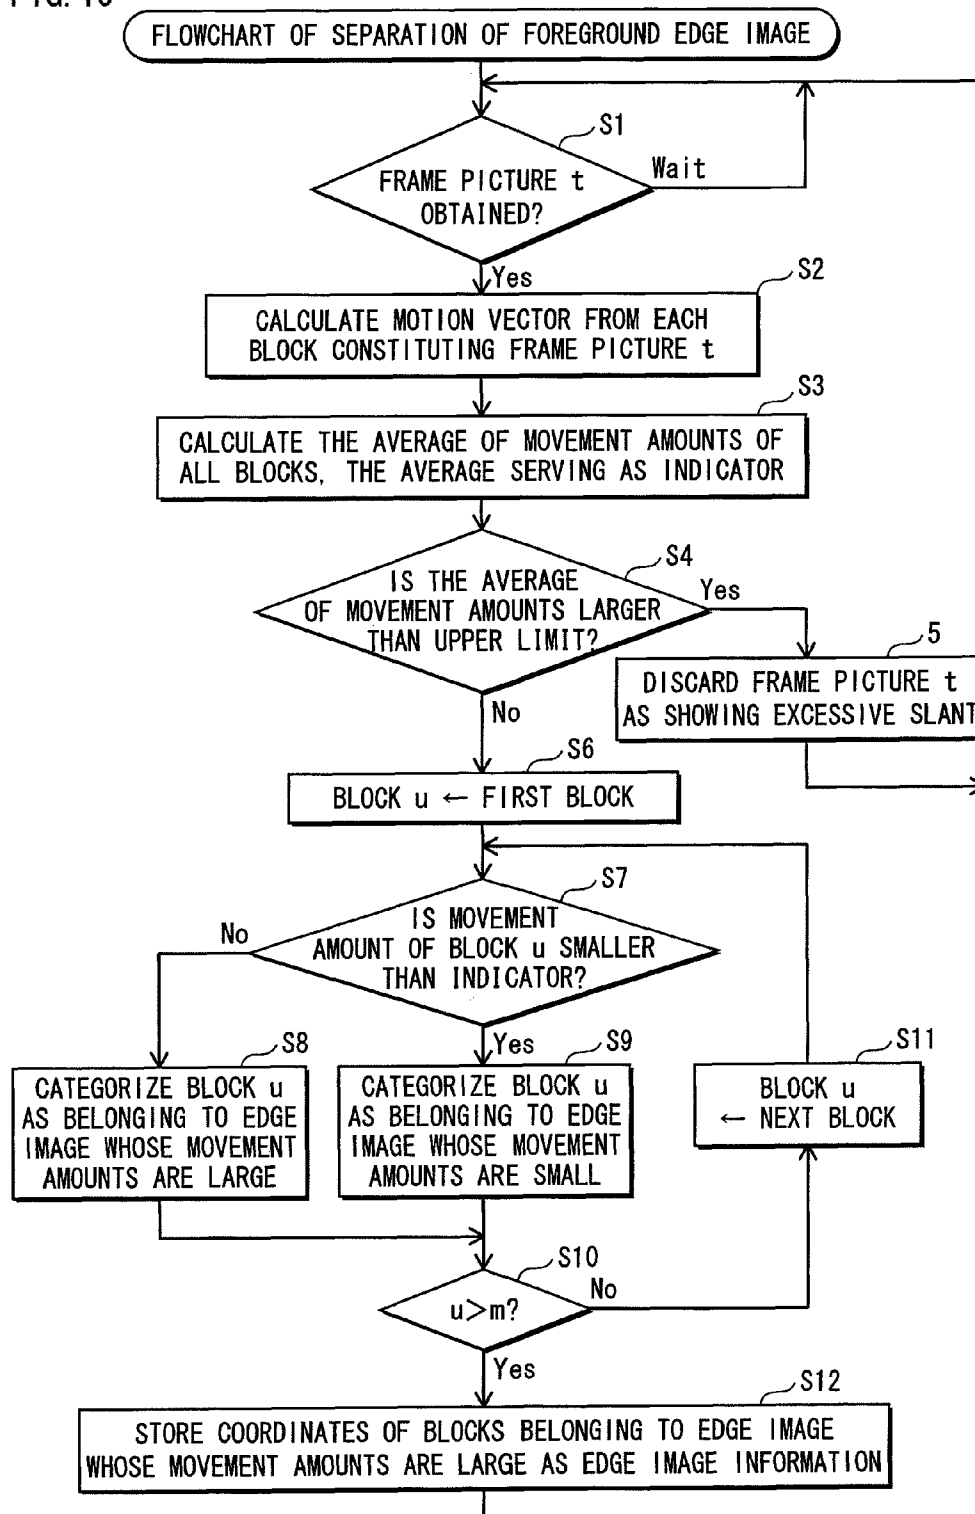 FLOWCHART OF SEPARATION OF FOREGROUND EDGE IMAGE
S1
FRAME PICTURE t
OBTAINED?
Wait
Yes
S2
CALCULATE MOTION VECTOR FROM EACH
BLOCK CONSTITUTING FRAME PICTURE t
S3
CALCULATE THE AVERAGE OF MOVEMENT AMOUNTS OF
ALL BLOCKS, THE AVERAGE SERVING AS INDICATOR
S4
IS THE AVERAGE
OF MOVEMENT AMOUNTS LARGER
THAN UPPER LIMIT?
Yes
No
5
DISCARD FRAME PICTURE t
AS SHOWING EXCESSIVE SLANT
S6
BLOCK u ← FIRST BLOCK
S7
IS MOVEMENT
AMOUNT OF BLOCK u SMALLER
THAN INDICATOR?
No
Yes
S8
CATEGORIZE BLOCK u
AS BELONGING TO EDGE
IMAGE WHOSE MOVEMENT
AMOUNTS ARE LARGE
S9
CATEGORIZE BLOCK u
AS BELONGING TO EDGE
IMAGE WHOSE MOVEMENT
AMOUNTS ARE SMALL
S11
BLOCK u
← NEXT BLOCK
S10
u>m?
No
Yes
S12
STORE COORDINATES OF BLOCKS BELONGING TO EDGE IMAGE
WHOSE MOVEMENT AMOUNTS ARE LARGE AS EDGE IMAGE INFORMATION